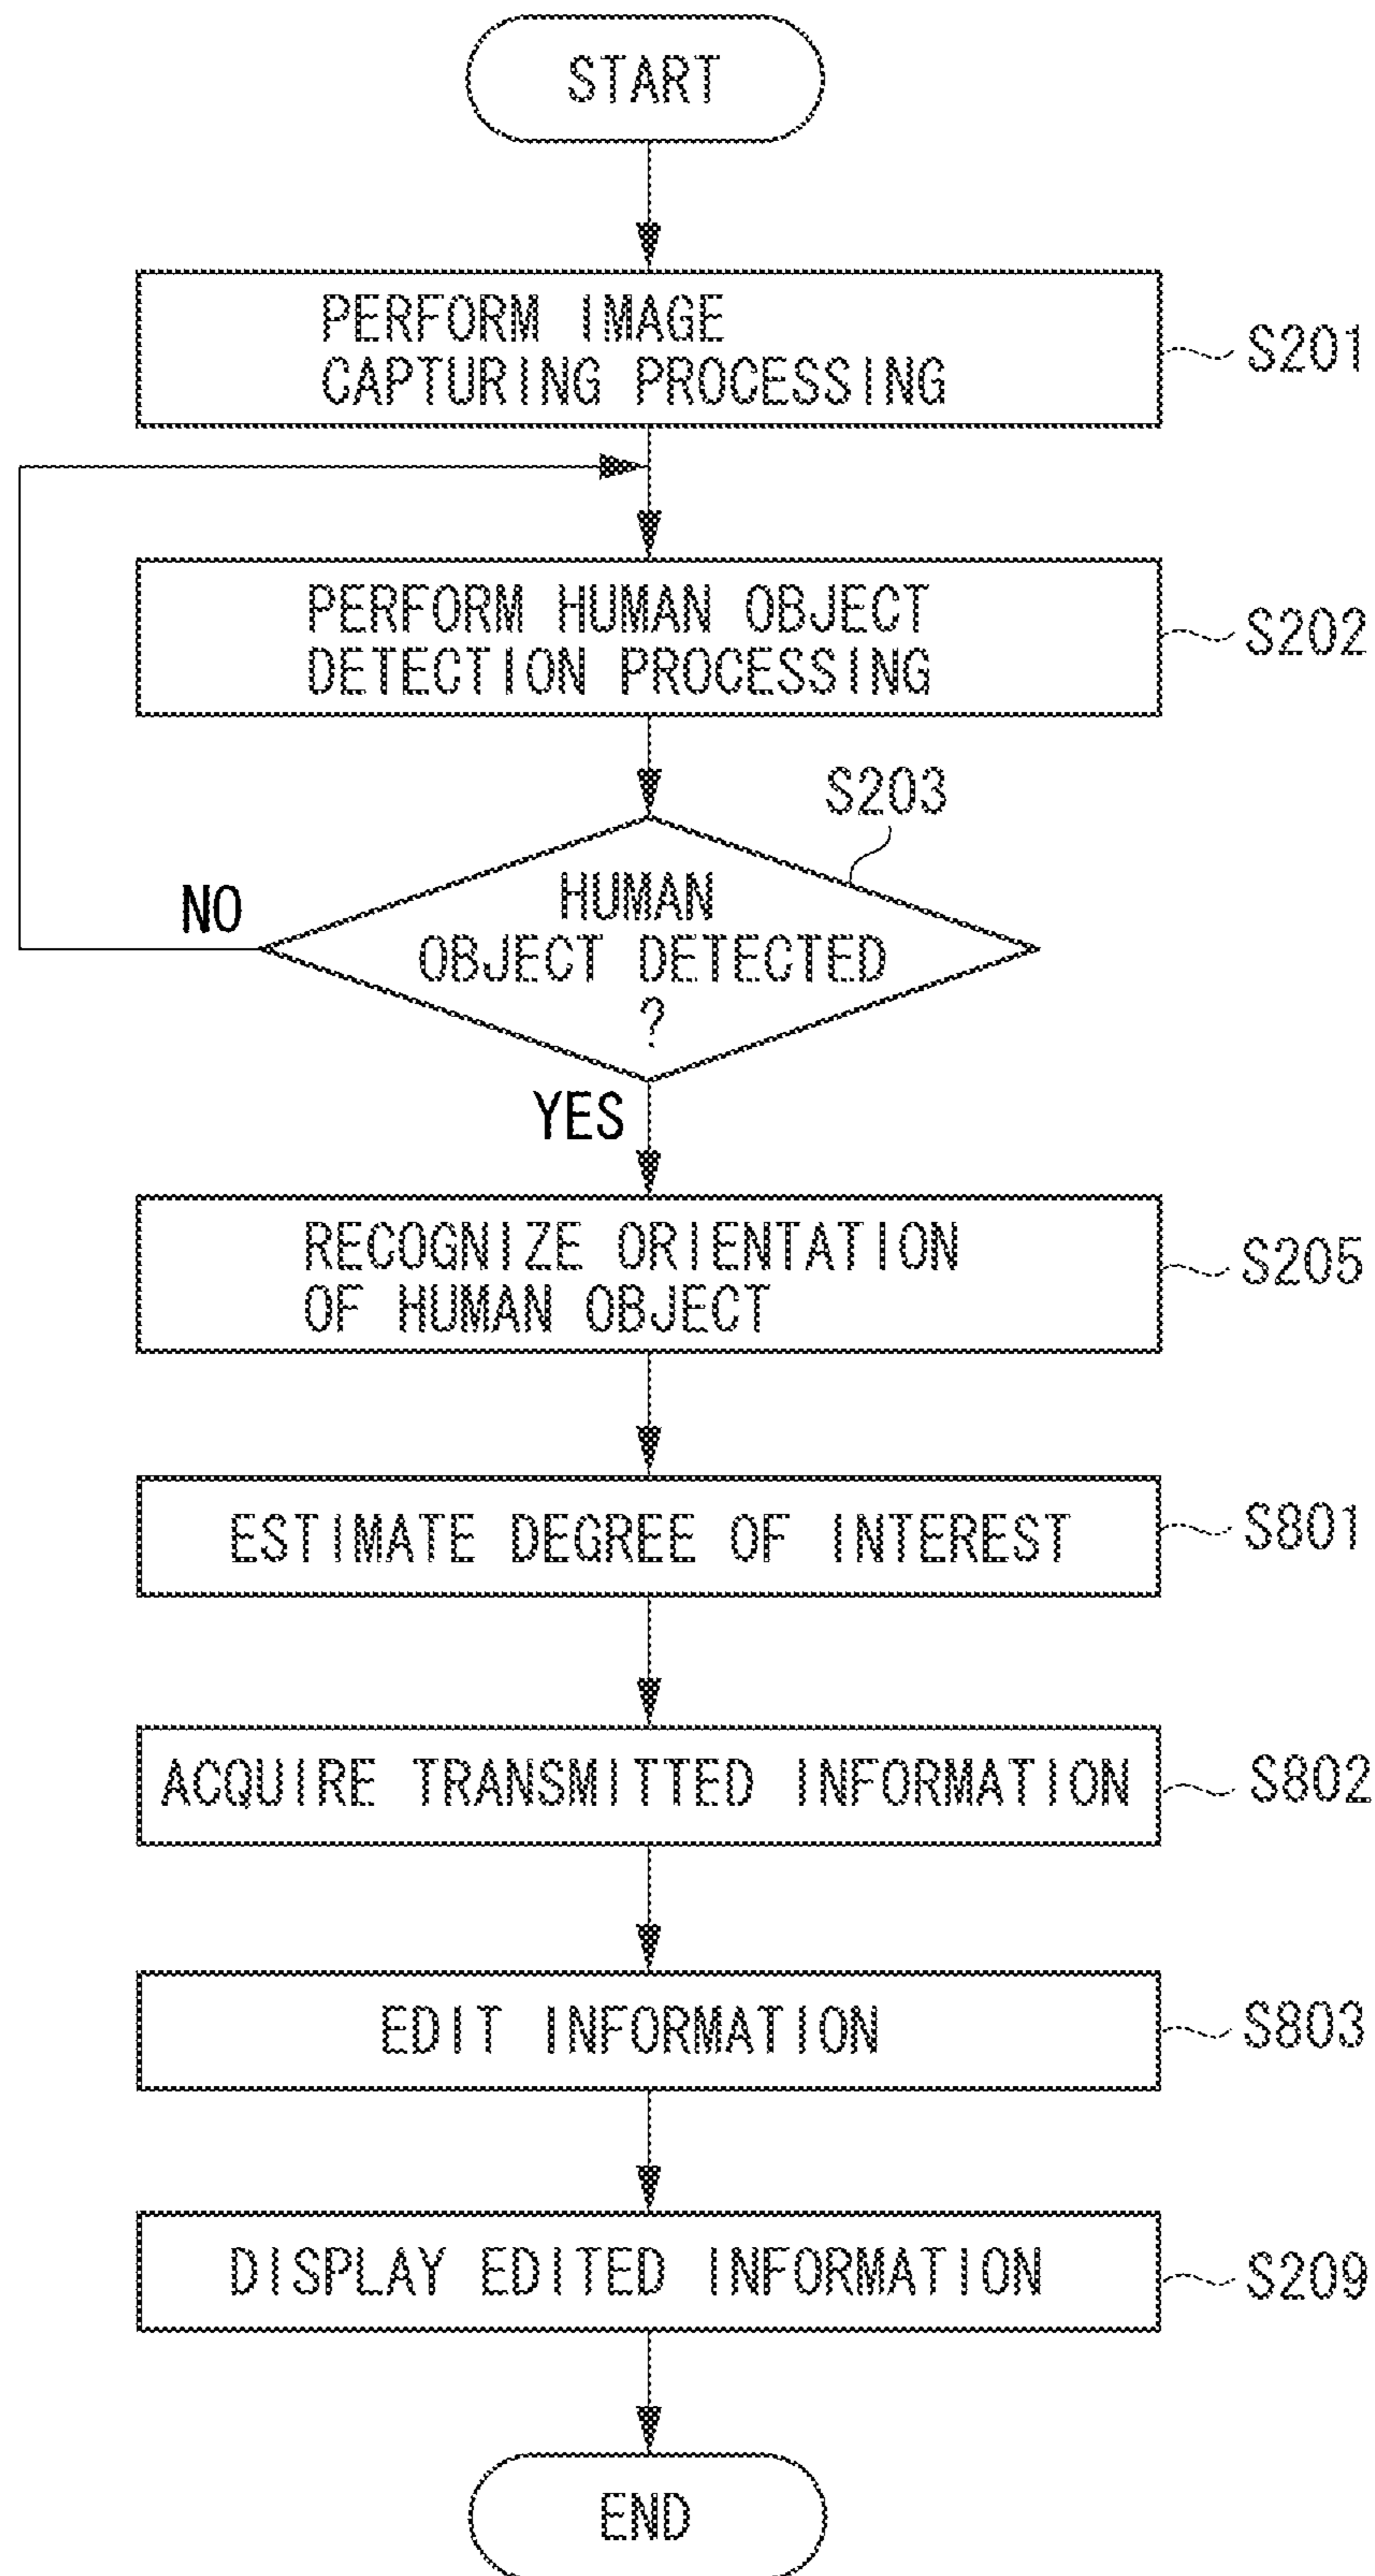 START
PERFORM IMAGE
CAPTURING PROCESSING
S201
PERFORM HUMAN OBJECT
DETECTION PROCESSING
S202
S203
HUMAN
OBJECT DETECTED
?
NO
YES
RECOGNIZE ORIENTATION
OF HUMAN OBJECT
S205
ESTIMATE DEGREE OF INTEREST
S801
ACQUIRE TRANSMITTED INFORMATION
S802
EDIT INFORMATION
S803
DISPLAY EDITED INFORMATION
S209
END